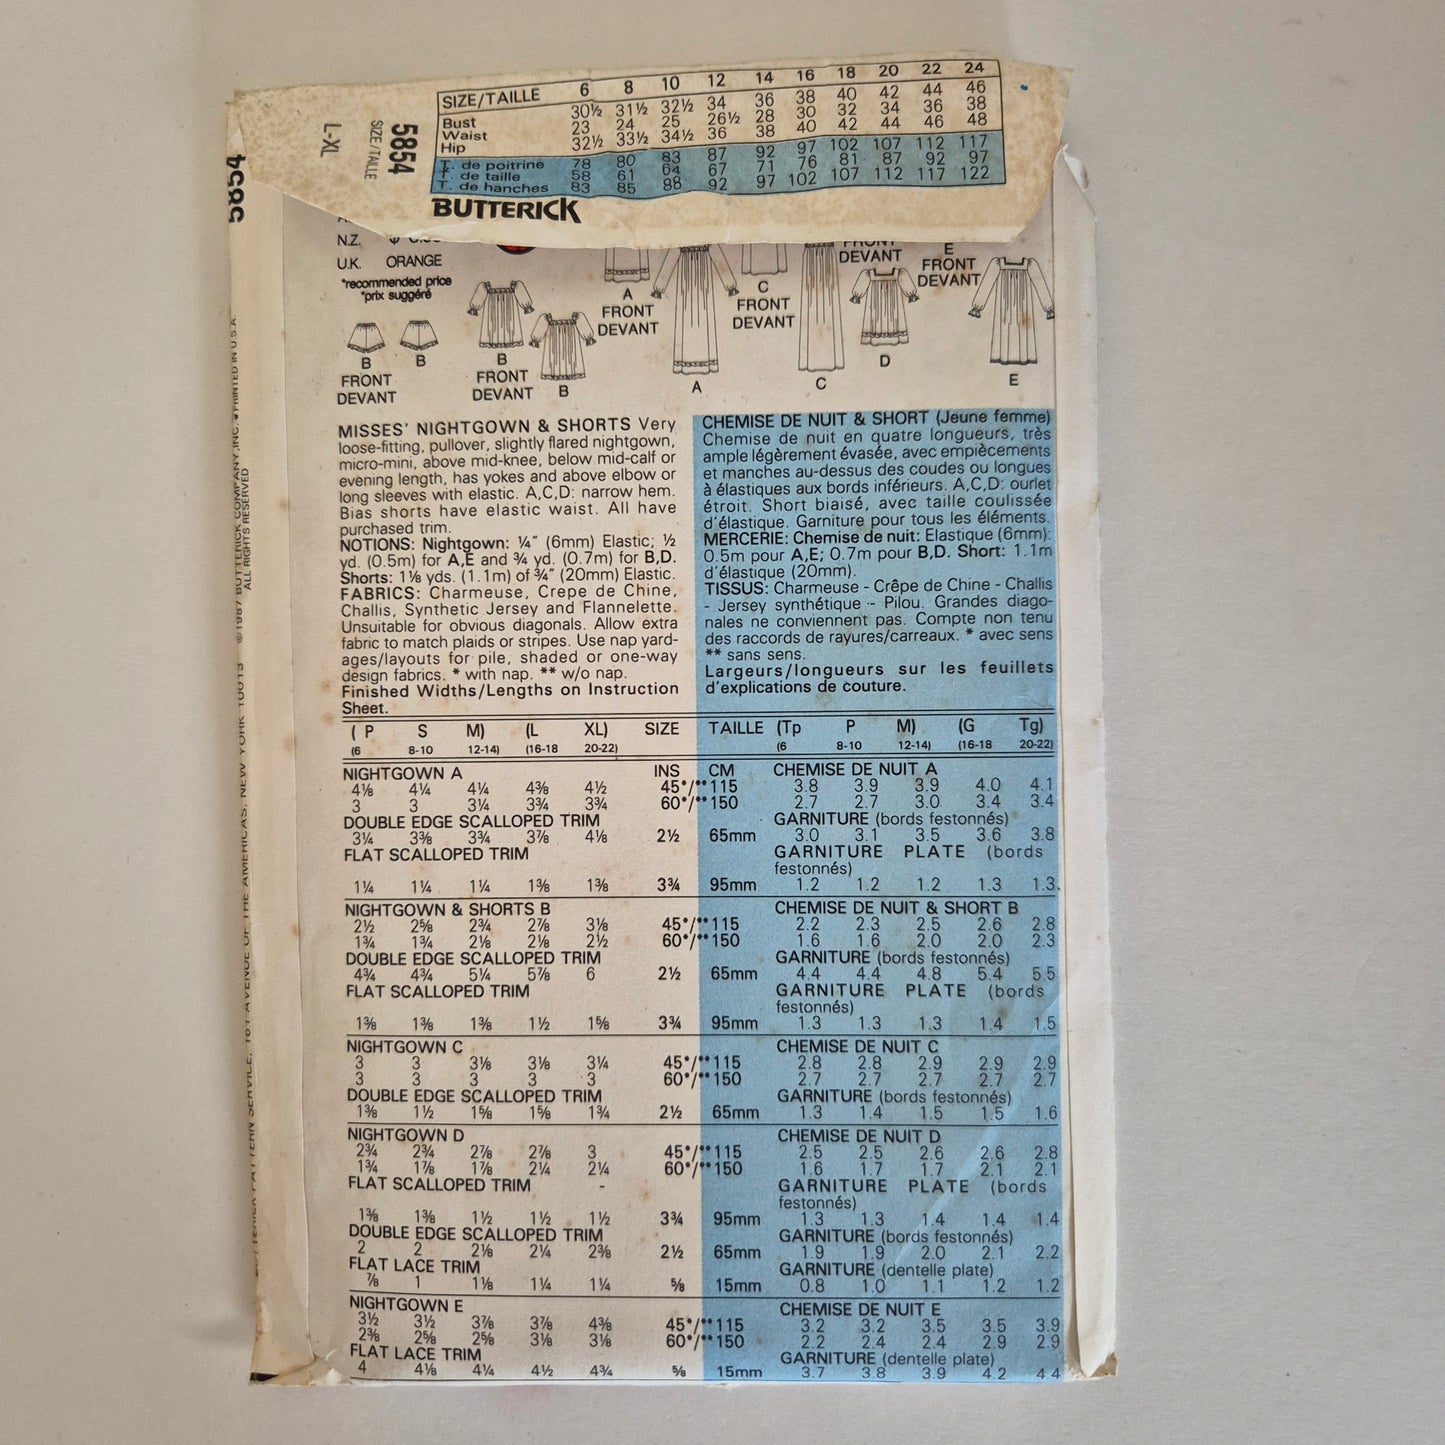 SIZE/TAILLE 6 8 10 12 14 16 18 20 22 24
Bust 30½ 31½ 32½ 34 36 38 40 42 44 46
Waist 23 24 25 26½ 28 30 32 34 36 38
Hip 32½ 33½ 34½ 36 38 40 42 44 46 48
T. de poitrine 78 80 83 87 92 97 102 107 112 117
T. de taille 58 61 64 67 71 76 81 87 92 97
T. de hanches 83 85 88 92 97 102 107 112 117 122
BUTTERICK
5854
SIZE/TAILLE
L-XL
5854
N.Z.
U.K. ORANGE
*recommended price
*prix suggéré
B
FRONT
DEVANT
B
B
FRONT
DEVANT
B
A
FRONT
DEVANT
A
C
FRONT
DEVANT
C
FRONT
DEVANT
D
E
FRONT
DEVANT
E
©1987 BUTTERICK COMPANY, INC. ▾ PRINTED IN U S A
ALL RIGHTS RESERVED
BUTTERICK PATTERN SERVICE, 161 AVENUE OF THE AMERICAS, NEW YORK, NEW YORK 10013
MISSES' NIGHTGOWN & SHORTS Very
loose-fitting, pullover, slightly flared nightgown,
micro-mini, above mid-knee, below mid-calf or
evening length, has yokes and above elbow or
long sleeves with elastic. A,C,D: narrow hem.
Bias shorts have elastic waist. All have
purchased trim.
NOTIONS: Nightgown: ¼" (6mm) Elastic; ½
yd. (0.5m) for A,E and ¾ yd. (0.7m) for B,D.
Shorts: 1⅛ yds. (1.1m) of ¾" (20mm) Elastic.
FABRICS: Charmeuse, Crepe de Chine,
Challis, Synthetic Jersey and Flannelette.
Unsuitable for obvious diagonals. Allow extra
fabric to match plaids or stripes. Use nap yard-
ages/layouts for pile, shaded or one-way
design fabrics. * with nap. ** w/o nap.
Finished Widths/Lengths on Instruction
Sheet.
CHEMISE DE NUIT & SHORT (Jeune femme)
Chemise de nuit en quatre longueurs, très
ample légèrement évasée, avec empiècements
et manches au-dessus des coudes ou longues
à élastiques aux bords inférieurs. A,C,D: ourlet
étroit. Short biaisé, avec taille coulissée
d'élastique. Garniture pour tous les éléments.
MERCERIE: Chemise de nuit: Elastique (6mm):
0.5m pour A,E; 0.7m pour B,D. Short: 1.1m
d'élastique (20mm).
TISSUS: Charmeuse - Crêpe de Chine - Challis
- Jersey synthétique - Pilou. Grandes diago-
nales ne conviennent pas. Compte non tenu
des raccords de rayures/carreaux. * avec sens
** sans sens.
Largeurs/longueurs sur les feuillets
d'explications de couture.
( P S M) (L XL) SIZE TAILLE (Tp P M) (G Tg)
(6 8-10 12-14) (16-18 20-22) (6 8-10 12-14) (16-18 20-22)
NIGHTGOWN A INS CM CHEMISE DE NUIT A
4⅛ 4¼ 4¼ 4⅜ 4½ 45*/**115 3.8 3.9 3.9 4.0 4.1
3 3 3¼ 3¾ 3¾ 60*/**150 2.7 2.7 3.0 3.4 3.4
DOUBLE EDGE SCALLOPED TRIM GARNITURE (bords festonnés)
3¼ 3⅜ 3¾ 3⅞ 4⅛ 2½ 65mm 3.0 3.1 3.5 3.6 3.8
FLAT SCALLOPED TRIM GARNITURE PLATE (bords
festonnés)
1¼ 1¼ 1¼ 1⅜ 1⅜ 3¾ 95mm 1.2 1.2 1.2 1.3 1.3
NIGHTGOWN & SHORTS B CHEMISE DE NUIT & SHORT B
2½ 2⅝ 2¾ 2⅞ 3⅛ 45*/**115 2.2 2.3 2.5 2.6 2.8
1¾ 1¾ 2⅛ 2⅛ 2½ 60*/**150 1.6 1.6 2.0 2.0 2.3
DOUBLE EDGE SCALLOPED TRIM GARNITURE (bords festonnés)
4¾ 4¾ 5¼ 5⅞ 6 2½ 65mm 4.4 4.4 4.8 5.4 5.5
FLAT SCALLOPED TRIM GARNITURE PLATE (bords
festonnés)
1⅜ 1⅜ 1⅜ 1½ 1⅝ 3¾ 95mm 1.3 1.3 1.3 1.4 1.5
NIGHTGOWN C CHEMISE DE NUIT C
3 3 3⅛ 3⅛ 3¼ 45*/**115 2.8 2.8 2.9 2.9 2.9
3 3 3 3 3 60*/**150 2.7 2.7 2.7 2.7 2.7
DOUBLE EDGE SCALLOPED TRIM GARNITURE (bords festonnés)
1⅜ 1½ 1⅝ 1⅝ 1¾ 2½ 65mm 1.3 1.4 1.5 1.5 1.6
NIGHTGOWN D CHEMISE DE NUIT D
2¾ 2¾ 2⅞ 2⅞ 3 45*/**115 2.5 2.5 2.6 2.6 2.8
1¾ 1⅞ 1⅞ 2¼ 2¼ 60*/**150 1.6 1.7 1.7 2.1 2.1
FLAT SCALLOPED TRIM GARNITURE PLATE (bords
festonnés)
1⅜ 1⅜ 1½ 1½ 1½ 3¾ 95mm 1.3 1.3 1.4 1.4 1.4
DOUBLE EDGE SCALLOPED TRIM GARNITURE (bords festonnés)
2 2 2⅛ 2¼ 2⅜ 2½ 65mm 1.9 1.9 2.0 2.1 2.2
FLAT LACE TRIM GARNITURE (dentelle plate)
⅞ 1 1⅛ 1¼ 1¼ ⅝ 15mm 0.8 1.0 1.1 1.2 1.2
NIGHTGOWN E CHEMISE DE NUIT E
3½ 3½ 3⅞ 3⅞ 4⅜ 45*/**115 3.2 3.2 3.5 3.5 3.9
2⅜ 2⅝ 2⅝ 3⅛ 3⅛ 60*/**150 2.2 2.4 2.4 2.9 2.9
FLAT LACE TRIM GARNITURE (dentelle plate)
4 4⅛ 4¼ 4½ 4¾ ⅝ 15mm 3.7 3.8 3.9 4.2 4.4